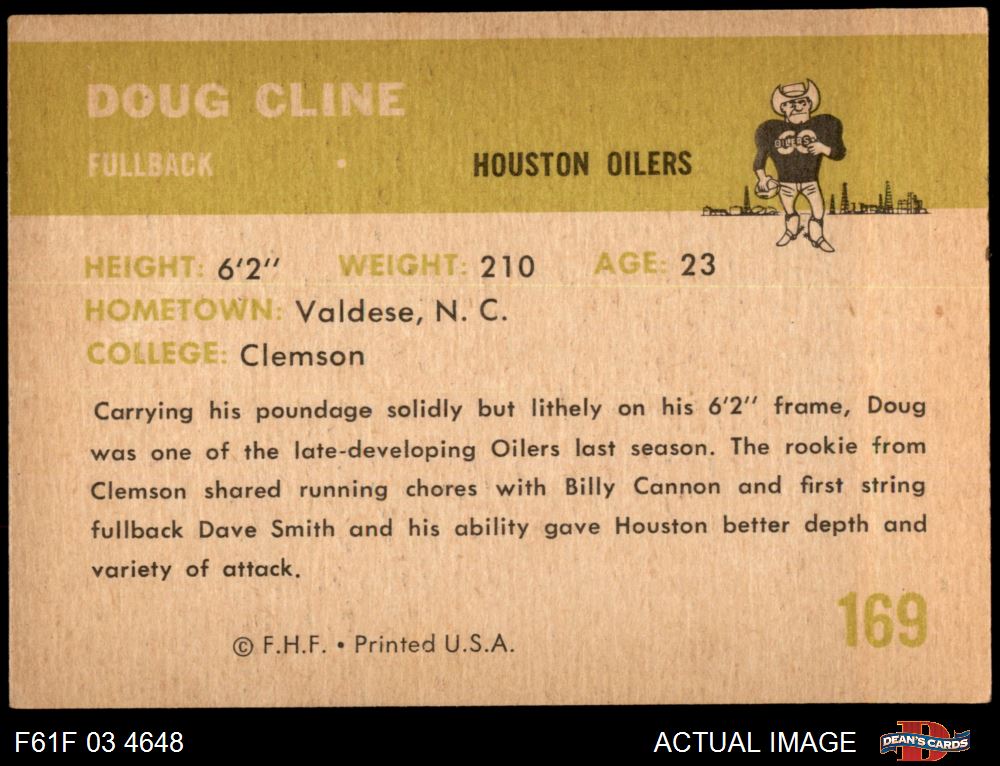 DOUG CLINE
FULLBACK • HOUSTON OILERS
OILERS
HEIGHT: 6'2" WEIGHT: 210 AGE: 23
HOMETOWN: Valdese, N. C.
COLLEGE: Clemson
Carrying his poundage solidly but lithely on his 6'2" frame, Doug
was one of the late-developing Oilers last season. The rookie from
Clemson shared running chores with Billy Cannon and first string
fullback Dave Smith and his ability gave Houston better depth and
variety of attack.
169
© F.H.F. • Printed U.S.A.
F61F 03 4648 ACTUAL IMAGE
D
DEAN'S CARDS